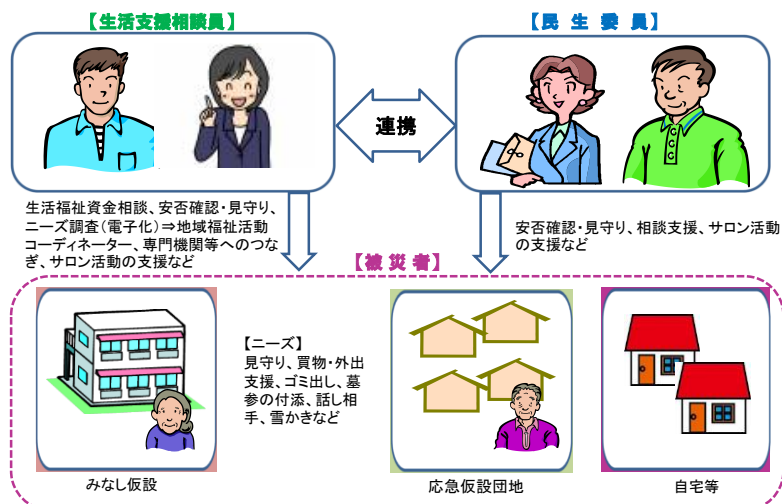 【生活支援相談員】
【民 生 委 員】
連携
生活福祉資金相談、安否確認・見守り、
ニーズ調査(電子化)⇒地域福祉活動
コーディネーター、専門機関等へのつな
ぎ、サロン活動の支援など
安否確認・見守り、相談支援、サロン活動
の支援など
【被災者】
【ニーズ】
見守り、買物・外出
支援、ゴミ出し、墓
参の付添、話し相
手、雪かきなど
みなし仮設
応急仮設団地
自宅等